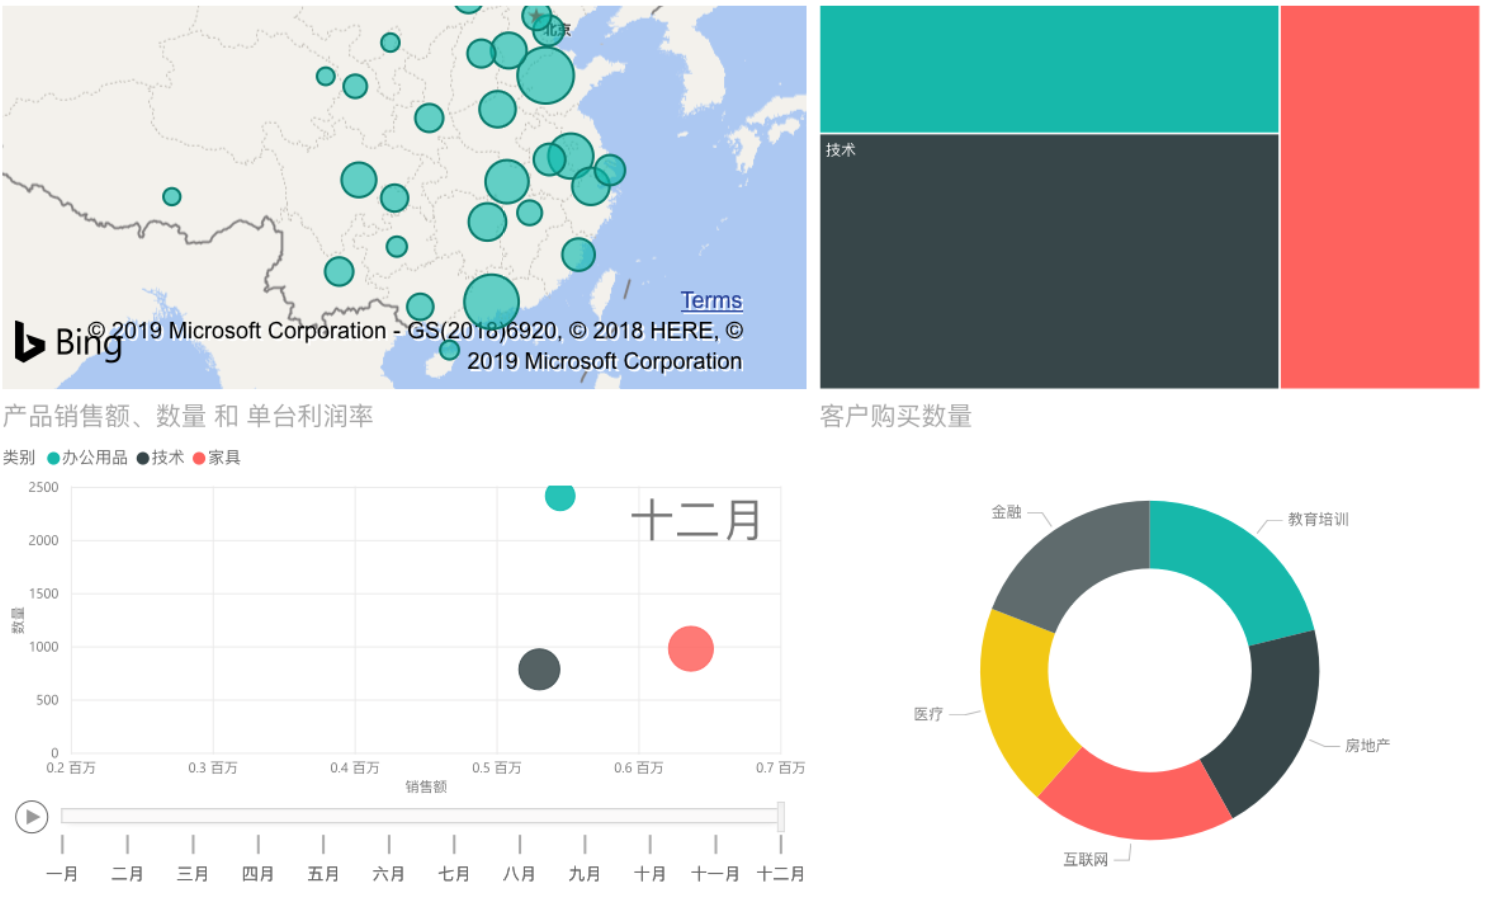 北京
技术
Terms
Bing
© 2019 Microsoft Corporation - GS(2018)6920, © 2018 HERE, ©
2019 Microsoft Corporation
产品销售额、数量 和 单台利润率
客户购买数量
类别 办公用品 技术 家具
十二月
2500
2000
1500
1000
500
0
数量
0.2 百万 0.3 百万 0.4 百万 0.5 百万 0.6 百万 0.7 百万
销售额
一月 二月 三月 四月 五月 六月 七月 八月 九月 十月 十一月 十二月
金融
教育培训
医疗
房地产
互联网